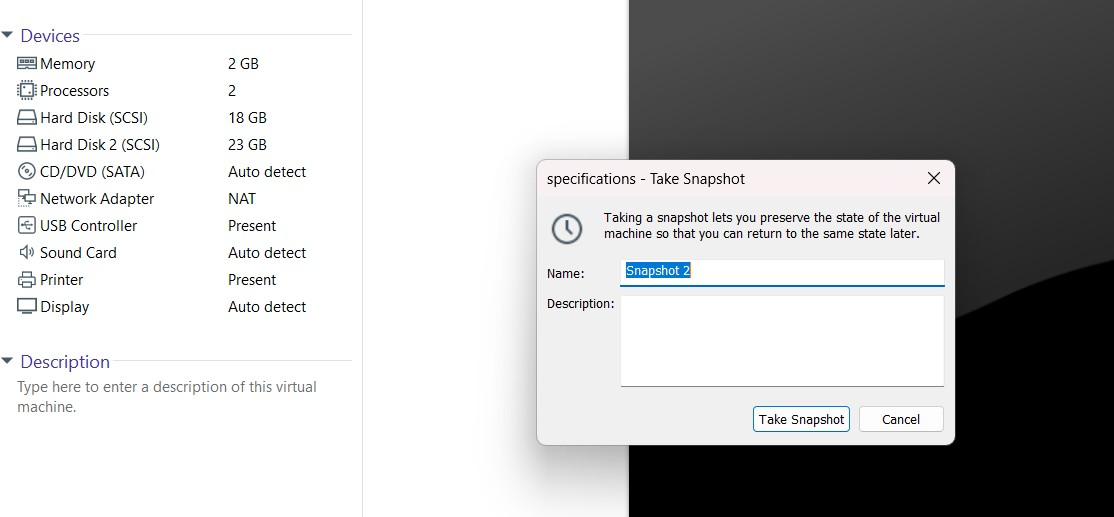 Devices
Memory 2 GB
Processors 2
Hard Disk (SCSI) 18 GB
Hard Disk 2 (SCSI) 23 GB
CD/DVD (SATA) Auto detect
Network Adapter NAT
USB Controller Present
Sound Card Auto detect
Printer Present
Display Auto detect
Description
Type here to enter a description of this virtual
machine.
specifications - Take Snapshot
Taking a snapshot lets you preserve the state of the virtual
machine so that you can return to the same state later.
Name: Snapshot 2
Description:
Take Snapshot Cancel